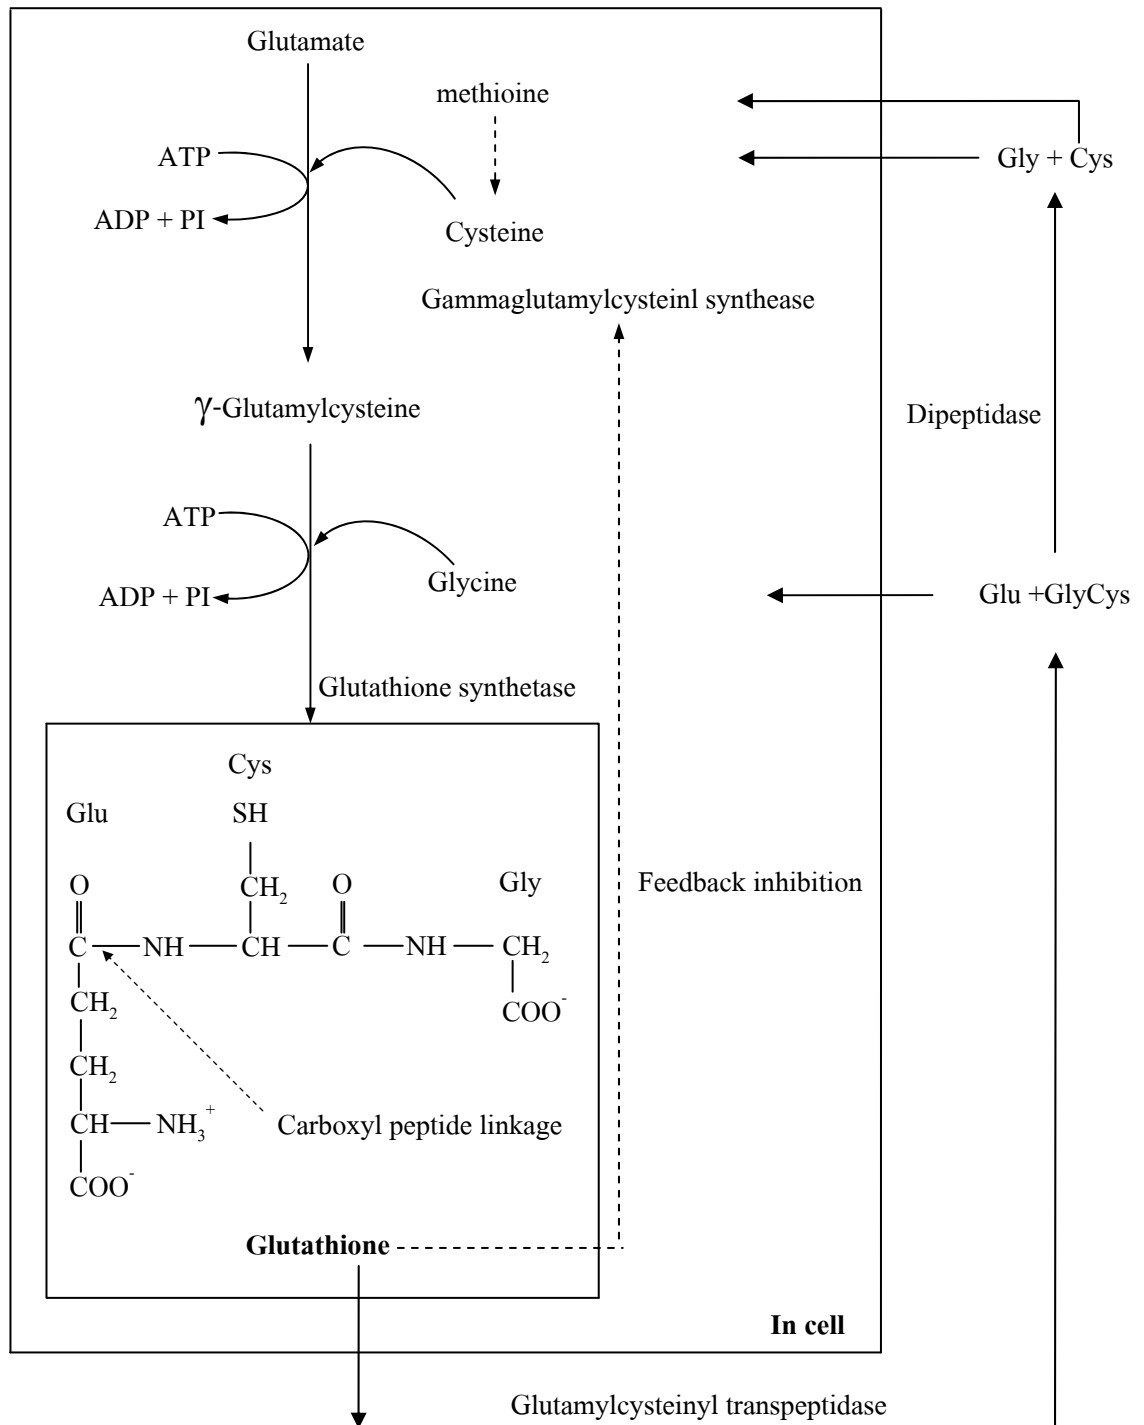 Glutamate
methioine
ATP
Gly + Cys
ADP + PI
Cysteine
Gammaglutamylcysteinl synthease
γ-Glutamylcysteine
Dipeptidase
ATP
Glycine
ADP + PI
Glu +GlyCys
Glutathione synthetase
Cys
Glu
SH
O
CH2
O
Gly
Feedback inhibition
C
NH
CH
C
NH
CH2
CH2
COO-
CH2
CH
NH3+
Carboxyl peptide linkage
COO-
Glutathione
In cell
Glutamylcysteinyl transpeptidase